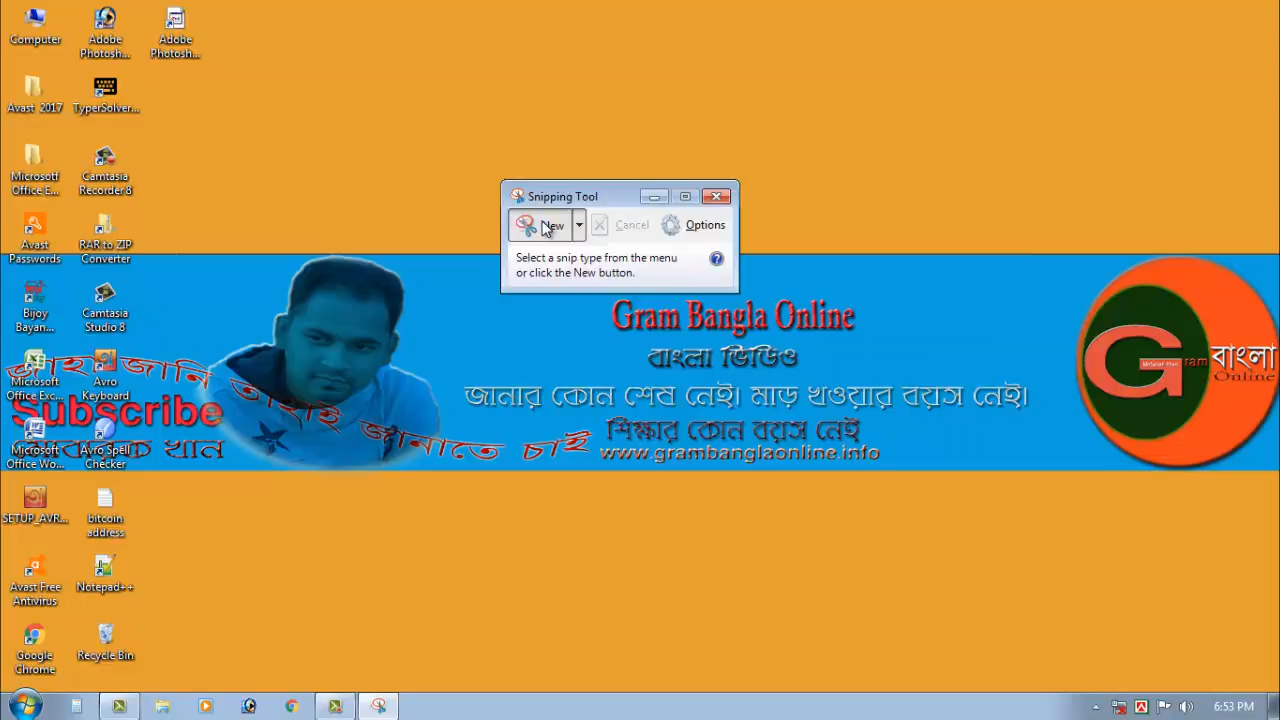 Computer
Adobe
Photosh...
Adobe
Photosh...
Avast 2017
TyperSolver...
Microsotf
Office E...
Camtasia
Recorder 8
Avast
Passwords
RAR to ZIP
Converter
Bijoy
Bayan...
Camtasia
Studio 8
Microsoft
Office Exc...
Avro
Keyboard
Microsoft
Office Wo...
Avro Spell
Checker
SETUP_AVR...
bitcoin
address
Avast Free
Antivirus
Notepad++
Google
Chrome
Recycle Bin
Snipping Tool
New
Cancel
Options
Select a snip type from the menu
or click the New button.
Gram Bangla Online
বাংলা ভিডিও
জানার কোন শেষ নেই। মাড় খওয়ার বয়স নেই।
শিক্ষার কোন বয়স নেই
www.grambanglaonline.info
জানি তাহাই জানাতে চাই
Subscribe
খান
Gram বাংলা
Online
6:53 PM